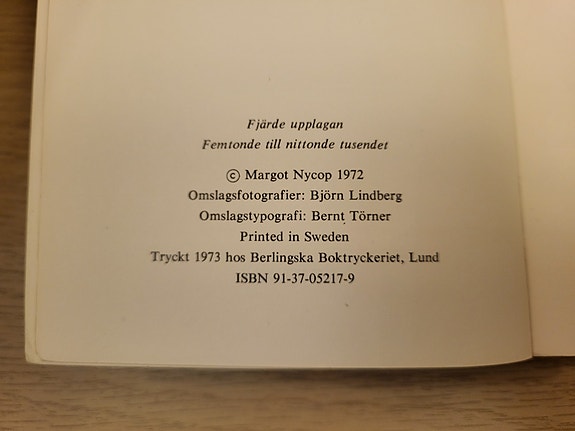 Fjärde upplagan
Femtonde till nittonde tusendet
© Margot Nycop 1972
Omslagsfotografier: Björn Lindberg
Omslagstypografi: Bernt Törner
Printed in Sweden
Tryckt 1973 hos Berlingska Boktryckeriet, Lund
ISBN 91-37-05217-9